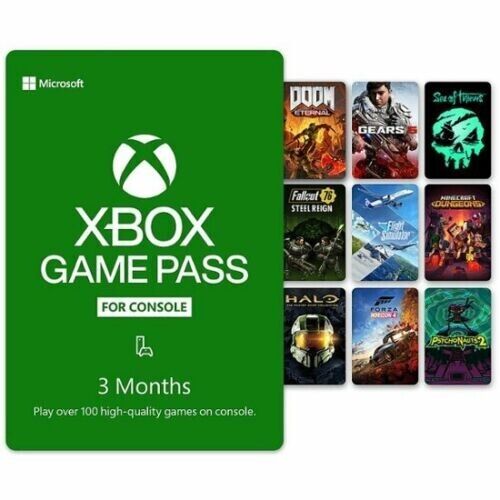 Microsoft
XBOX
GAME PASS
FOR CONSOLE
3 Months
Play over 100 high-quality games on console.
DOOM
ETERNAL
GEARS 5
Sea of Thieves
Fallout 76
STEEL REIGN
Flight
Simulator
MINECRAFT
DUNGEONS
HALO
FORZA
HORIZON 4
PSYCHONAUTS 2